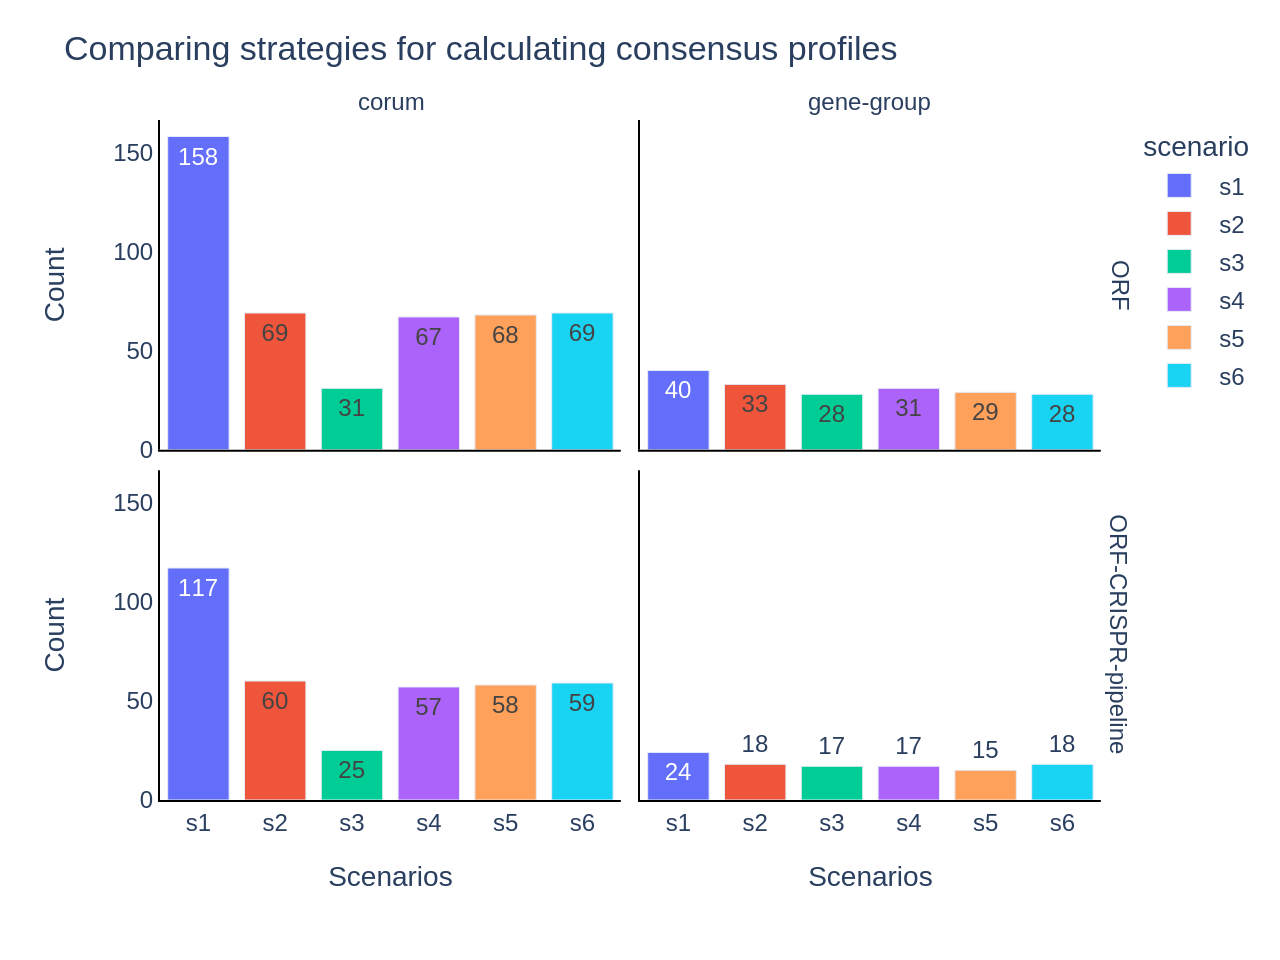 Comparing strategies for calculating consensus profiles
corum
gene-group
scenario
s1
s2
s3
s4
s5
s6
Count
150
100
50
0
158
69
31
67
68
69
40
33
28
31
29
28
ORF
Count
150
100
50
0
117
60
25
57
58
59
24
18
17
17
15
18
ORF-CRISPR-pipeline
s1 s2 s3 s4 s5 s6
s1 s2 s3 s4 s5 s6
Scenarios
Scenarios